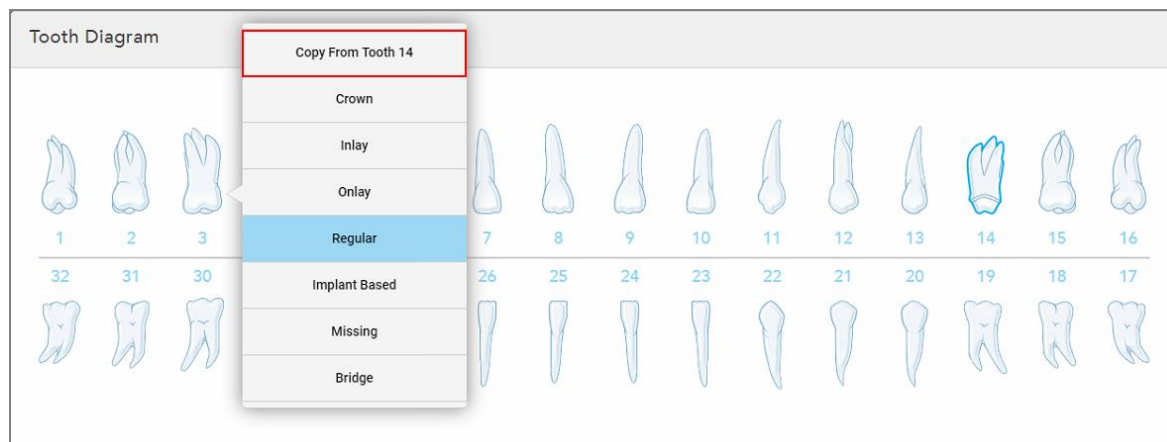 Tooth Diagram
Copy From Tooth 14
Crown
Inlay
Onlay
Regular
Implant Based
Missing
Bridge
1 2 3 7 8 9 10 11 12 13 14 15 16
32 31 30 26 25 24 23 22 21 20 19 18 17